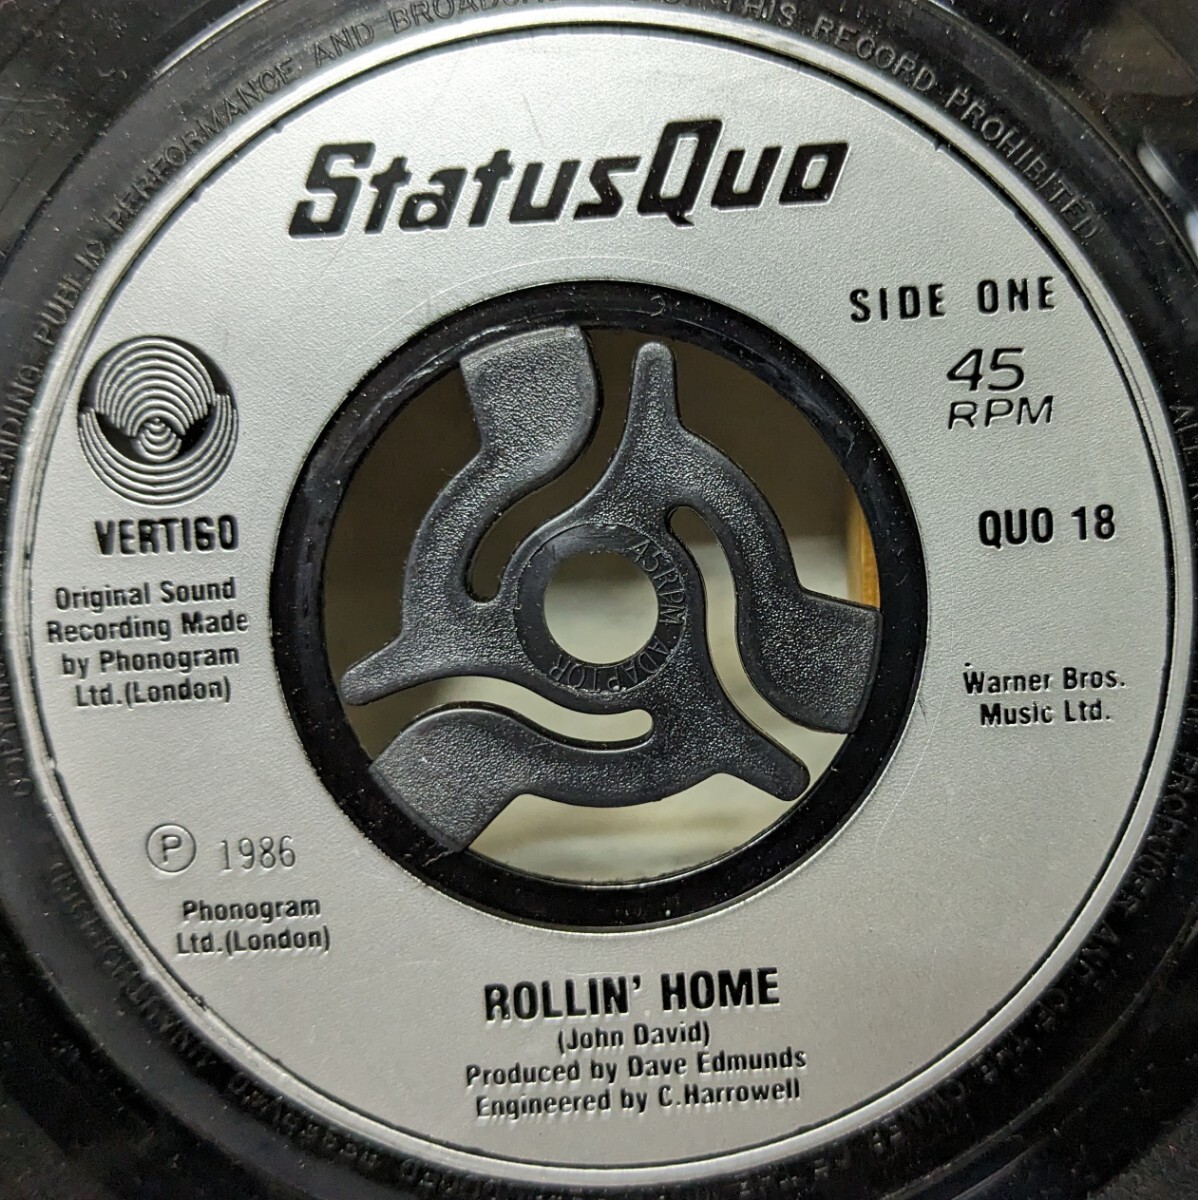 PUBLIC PERFORMANCE AND BROADCASTING OF THIS RECORD PROHIBITED
StatusQuo
SIDE ONE
45
RPM
VERTIGO
QUO 18
Original Sound
Recording Made
by Phonogram
Ltd.(London)
45RPM ADAPTOR
Warner Bros.
Music Ltd.
Ⓟ 1986
Phonogram
Ltd.(London)
ROLLIN' HOME
(John David)
Produced by Dave Edmunds
Engineered by C.Harrowell